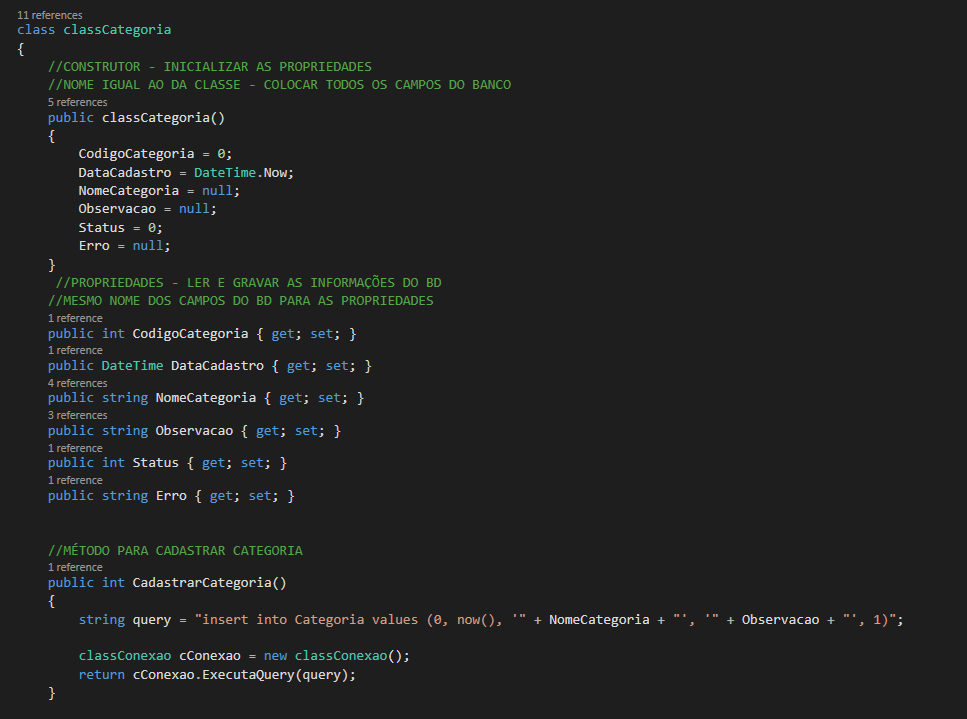 11 references
class classCategoria
{
//CONSTRUTOR - INICIALIZAR AS PROPRIEDADES
//NOME IGUAL AO DA CLASSE - COLOCAR TODOS OS CAMPOS DO BANCO
5 references
public classCategoria()
{
CodigoCategoria = 0;
DataCadastro = DateTime.Now;
NomeCategoria = null;
Observacao = null;
Status = 0;
Erro = null;
}
//PROPRIEDADES - LER E GRAVAR AS INFORMAÇÕES DO BD
//MESMO NOME DOS CAMPOS DO BD PARA AS PROPRIEDADES
1 reference
public int CodigoCategoria { get; set; }
1 reference
public DateTime DataCadastro { get; set; }
4 references
public string NomeCategoria { get; set; }
3 references
public string Observacao { get; set; }
1 reference
public int Status { get; set; }
1 reference
public string Erro { get; set; }
//MÉTODO PARA CADASTRAR CATEGORIA
1 reference
public int CadastrarCategoria()
{
string query = "insert into Categoria values (0, now(), '" + NomeCategoria + "', '" + Observacao + "', 1)";
classConexao cConexao = new classConexao();
return cConexao.ExecutaQuery(query);
}